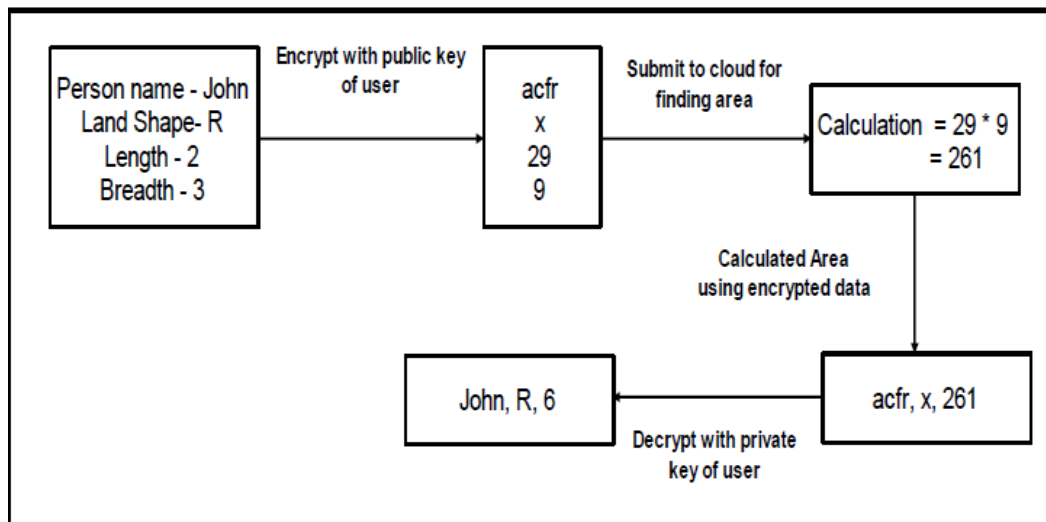 Person name - John
Land Shape- R
Length - 2
Breadth - 3
Encrypt with public key
of user
acfr
x
29
9
Submit to cloud for
finding area
Calculation = 29 * 9
= 261
Calculated Area
using encrypted data
acfr, x, 261
Decrypt with private
key of user
John, R, 6